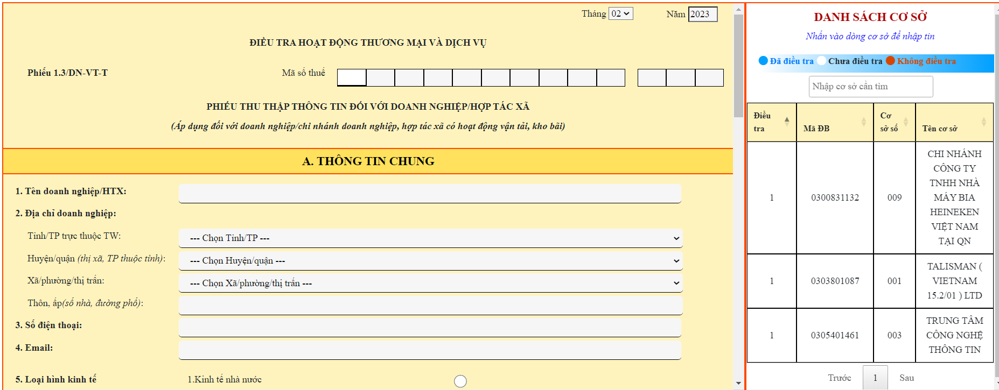 Tháng 02 Năm 2023
ĐIỀU TRA HOẠT ĐỘNG THƯƠNG MẠI VÀ DỊCH VỤ
Phiếu 1.3/DN-VT-T Mã số thuế
PHIẾU THU THẬP THÔNG TIN ĐỐI VỚI DOANH NGHIỆP/HỢP TÁC XÃ
(Áp dụng đối với doanh nghiệp/chi nhánh doanh nghiệp, hợp tác xã có hoạt động vận tải, kho bãi)
A. THÔNG TIN CHUNG
1. Tên doanh nghiệp/HTX:
2. Địa chỉ doanh nghiệp:
Tỉnh/TP trực thuộc TW: --- Chọn Tỉnh/TP ---
Huyện/quận (thị xã, TP thuộc tỉnh): --- Chọn Huyện/quận ---
Xã/phường/thị trấn: --- Chọn Xã/phường/thị trấn ---
Thôn, ấp(số nhà, đường phố):
3. Số điện thoại:
4. Email:
5. Loại hình kinh tế 1.Kinh tế nhà nước
DANH SÁCH CƠ SỞ
Nhấn vào dòng cơ sở để nhập tin
Đã điều tra Chưa điều tra Không điều tra
Nhập cơ sở cần tìm
Điều
tra
Mã ĐB
Cơ
sở số
Tên cơ sở
1 0300831132 009
CHI NHÁNH
CÔNG TY
TNHH NHÀ
MÁY BIA
HEINEKEN
VIỆT NAM
TẠI QN
1 0303801087 001
TALISMAN (
VIETNAM
15.2/01 ) LTD
1 0305401461 003
TRUNG TÂM
CÔNG NGHỆ
THÔNG TIN
Trước 1 Sau